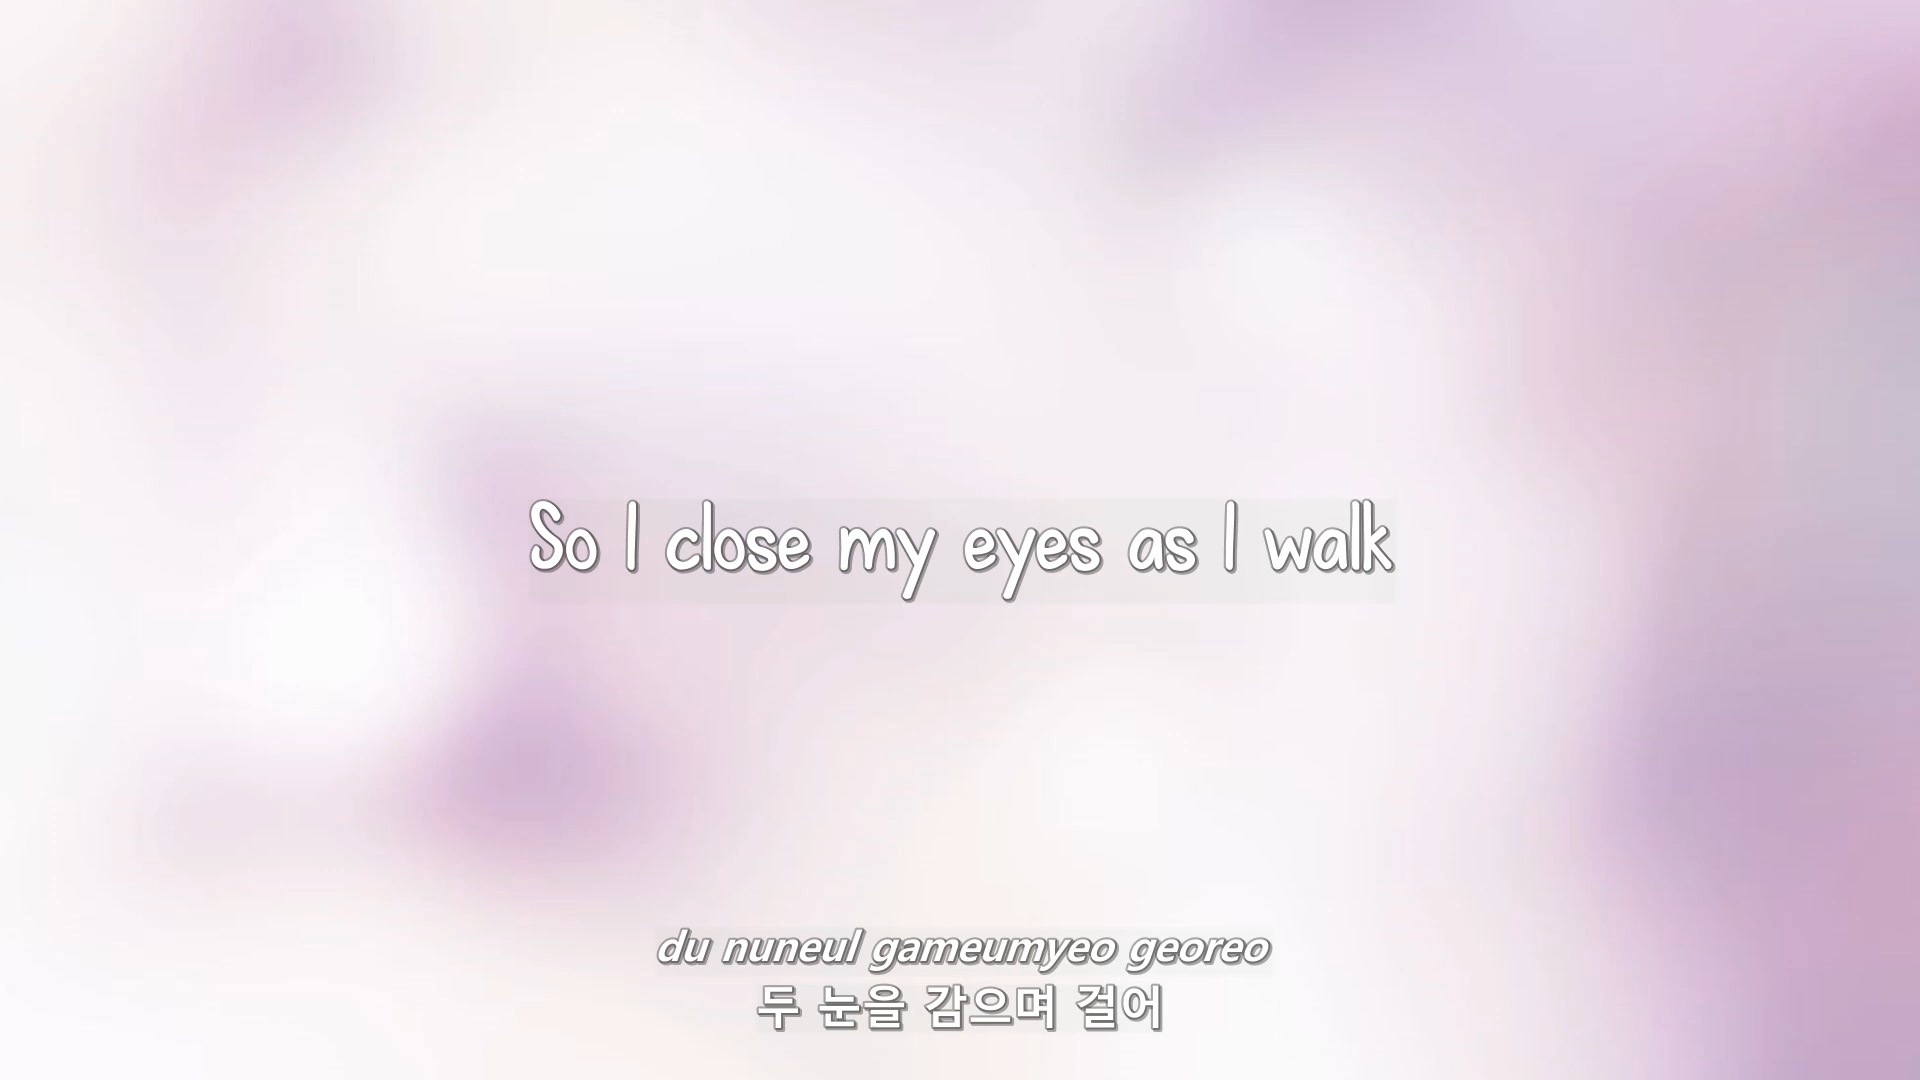 So I close my eyes as I walk
du nuneul gameumyeo georeo
두 눈을 감으며 걸어